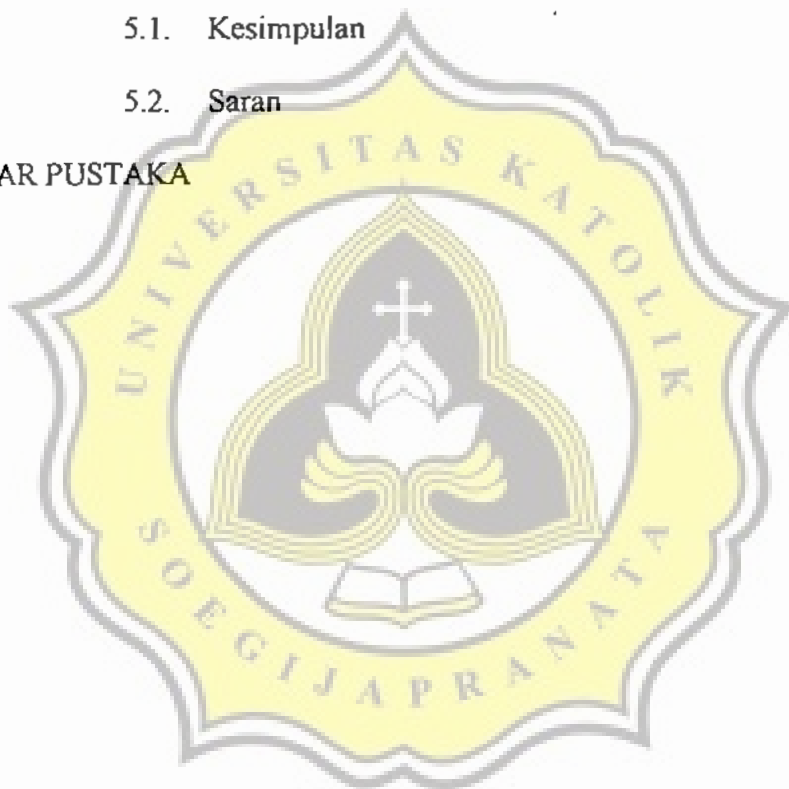 5.1. Kesimpulan
5.2. Saran
AR PUSTAKA
UNIVERSITAS KATOLIK
SOEGIJAPRANATA